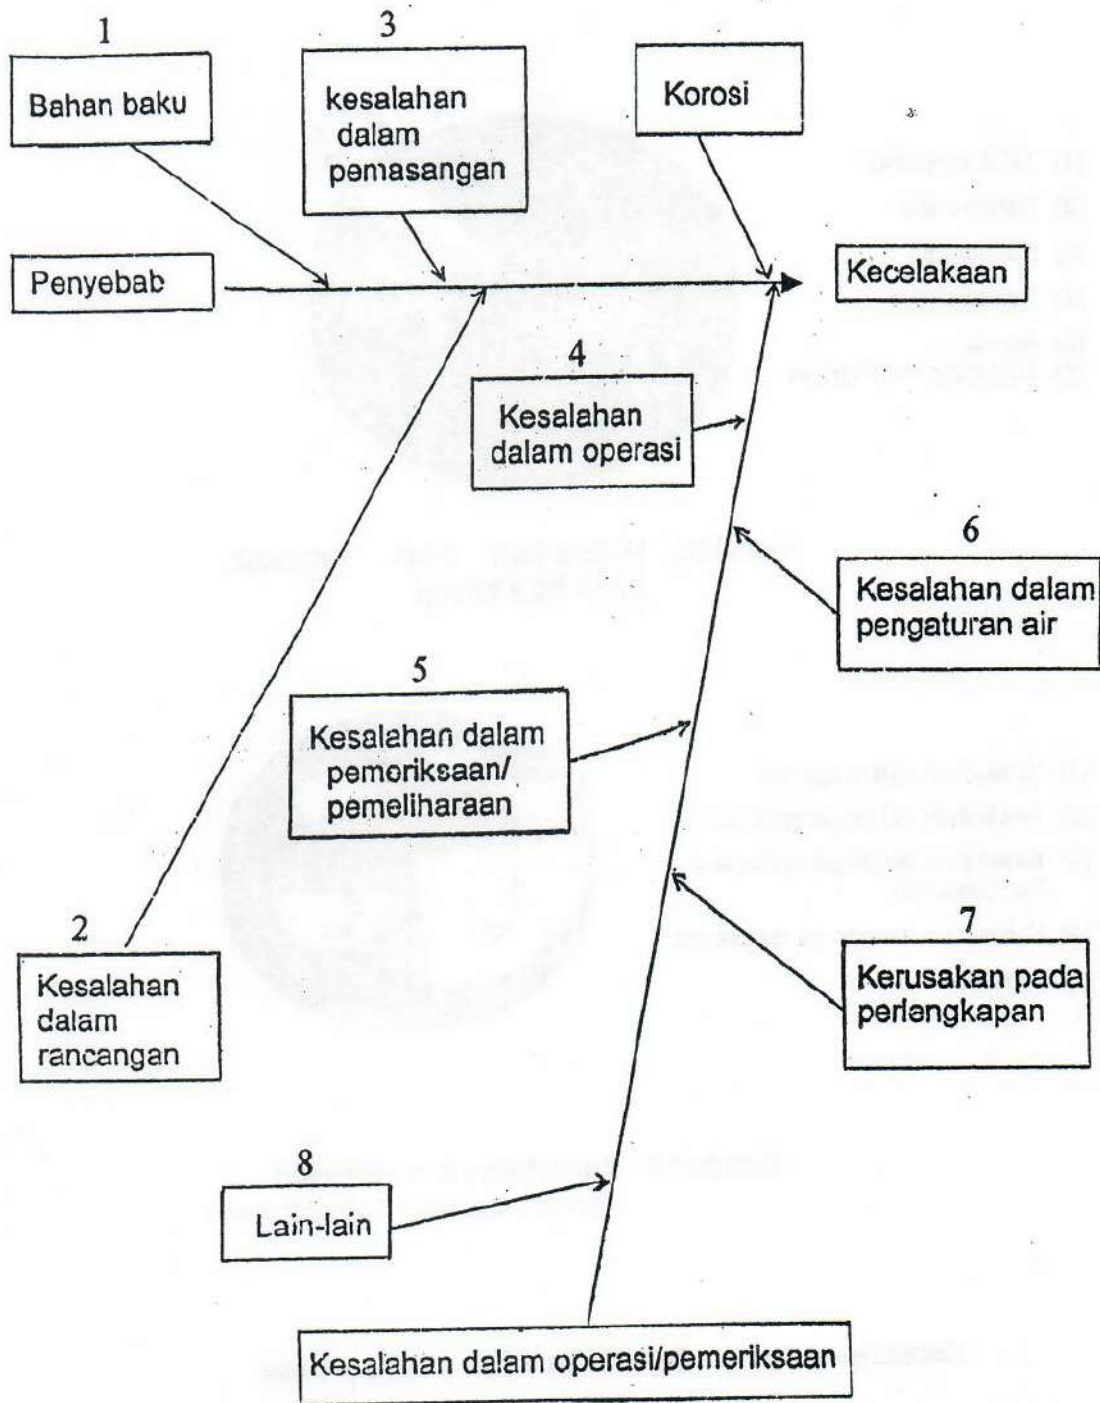 1
Bahan baku
3
kesalahan
dalam
pemasangan
Korosi
Penyebab
Kecelakaan
4
Kesalahan
dalam operasi
6
Kesalahan dalam
pengaturan air
5
Kesalahan dalam
pemeriksaan/
pemeliharaan
2
Kesalahan
dalam
rancangan
7
Kerusakan pada
perlengkapan
8
Lain-lain
Kesalahan dalam operasi/pemeriksaan